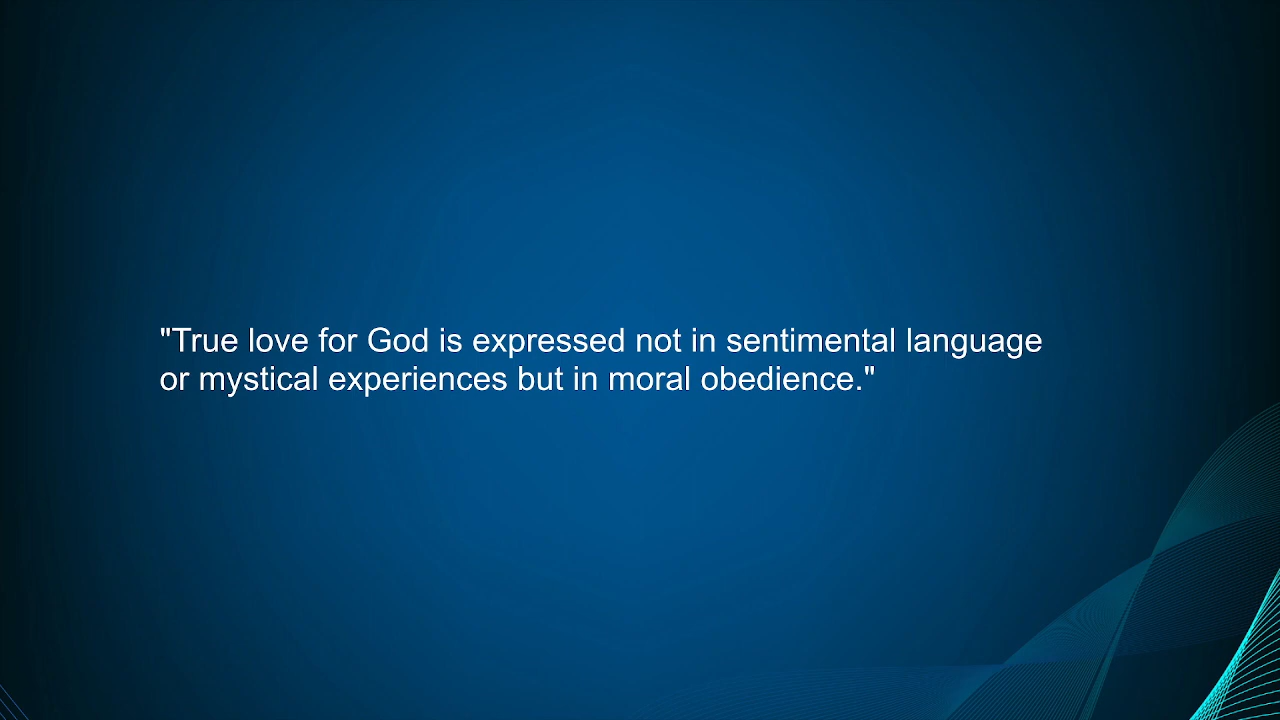 "True love for God is expressed not in sentimental language
or mystical experiences but in moral obedience."